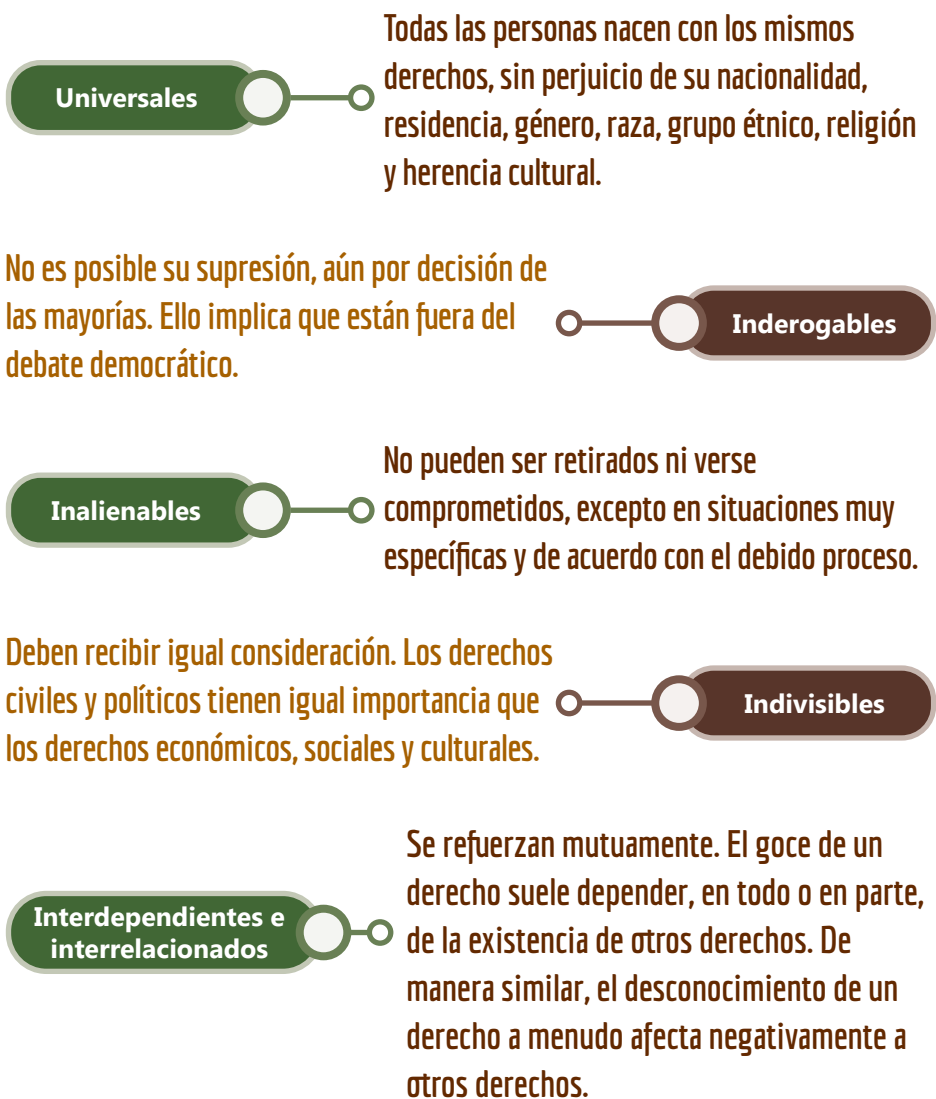 Universales
Todas las personas nacen con los mismos
derechos, sin perjuicio de su nacionalidad,
residencia, género, raza, grupo étnico, religión
y herencia cultural.
No es posible su supresión, aún por decisión de
las mayorías. Ello implica que están fuera del
debate democrático.
Inderogables
Inalienables
No pueden ser retirados ni verse
comprometidos, excepto en situaciones muy
específicas y de acuerdo con el debido proceso.
Deben recibir igual consideración. Los derechos
civiles y políticos tienen igual importancia que
los derechos económicos, sociales y culturales.
Indivisibles
Interdependientes e
interrelacionados
Se refuerzan mutuamente. El goce de un
derecho suele depender, en todo o en parte,
de la existencia de otros derechos. De
manera similar, el desconocimiento de un
derecho a menudo afecta negativamente a
otros derechos.